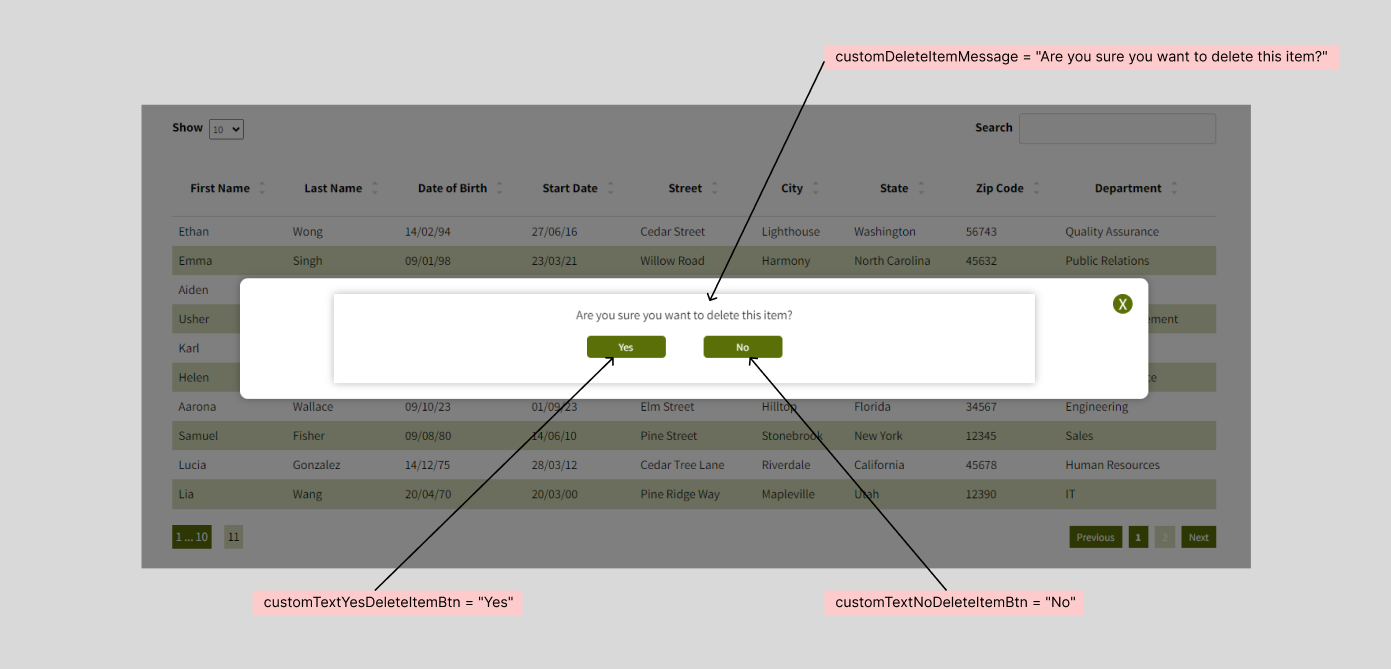 customDeleteItemMessage = "Are you sure you want to delete this item?"
Show 10 Search
First Name Last Name Date of Birth Start Date Street City State Zip Code Department
Ethan Wong 14/02/94 27/06/16 Cedar Street Lighthouse Washington 56743 Quality Assurance
Emma Singh 09/01/98 23/03/21 Willow Road Harmony North Carolina 45632 Public Relations
Aiden
X
Are you sure you want to delete this item?
Usher ement
Yes No
Karl
Helen ce
Aarona Wallace 09/10/23 01/09/23 Elm Street Hilltop Florida 34567 Engineering
Samuel Fisher 09/08/80 14/06/10 Pine Street Stonebrook New York 12345 Sales
Lucia Gonzalez 14/12/75 28/03/12 Cedar Tree Lane Riverdale California 45678 Human Resources
Lia Wang 20/04/70 20/03/00 Pine Ridge Way Mapleville Utah 12390 IT
1 ... 10 11 Previous 1 2 Next
customTextYesDeleteItemBtn = "Yes" customTextNoDeleteItemBtn = "No"